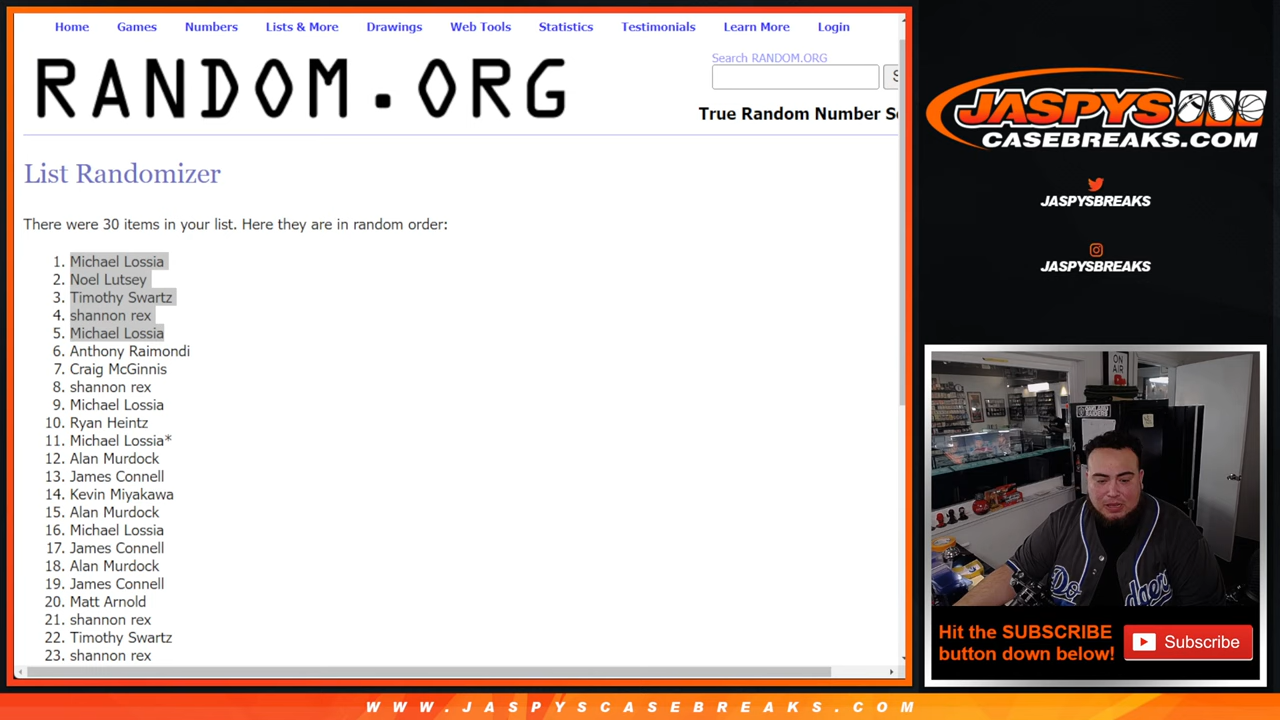 Home Games Numbers Lists & More Drawings Web Tools Statistics Testimonials Learn More Login
Search RANDOM.ORG
RANDOM.ORG
True Random Number Se
List Randomizer
There were 30 items in your list. Here they are in random order:
1. Michael Lossia
2. Noel Lutsey
3. Timothy Swartz
4. shannon rex
5. Michael Lossia
6. Anthony Raimondi
7. Craig McGinnis
8. shannon rex
9. Michael Lossia
10. Ryan Heintz
11. Michael Lossia*
12. Alan Murdock
13. James Connell
14. Kevin Miyakawa
15. Alan Murdock
16. Michael Lossia
17. James Connell
18. Alan Murdock
19. James Connell
20. Matt Arnold
21. shannon rex
22. Timothy Swartz
23. shannon rex
JASPYS
CASEBREAKS.COM
JASPYSBREAKS
JASPYSBREAKS
ON
AIR
OAKLAND
RAIDERS
Hit the SUBSCRIBE
button down below!
Subscribe
WWW.JASPYSCASEBREAKS.COM